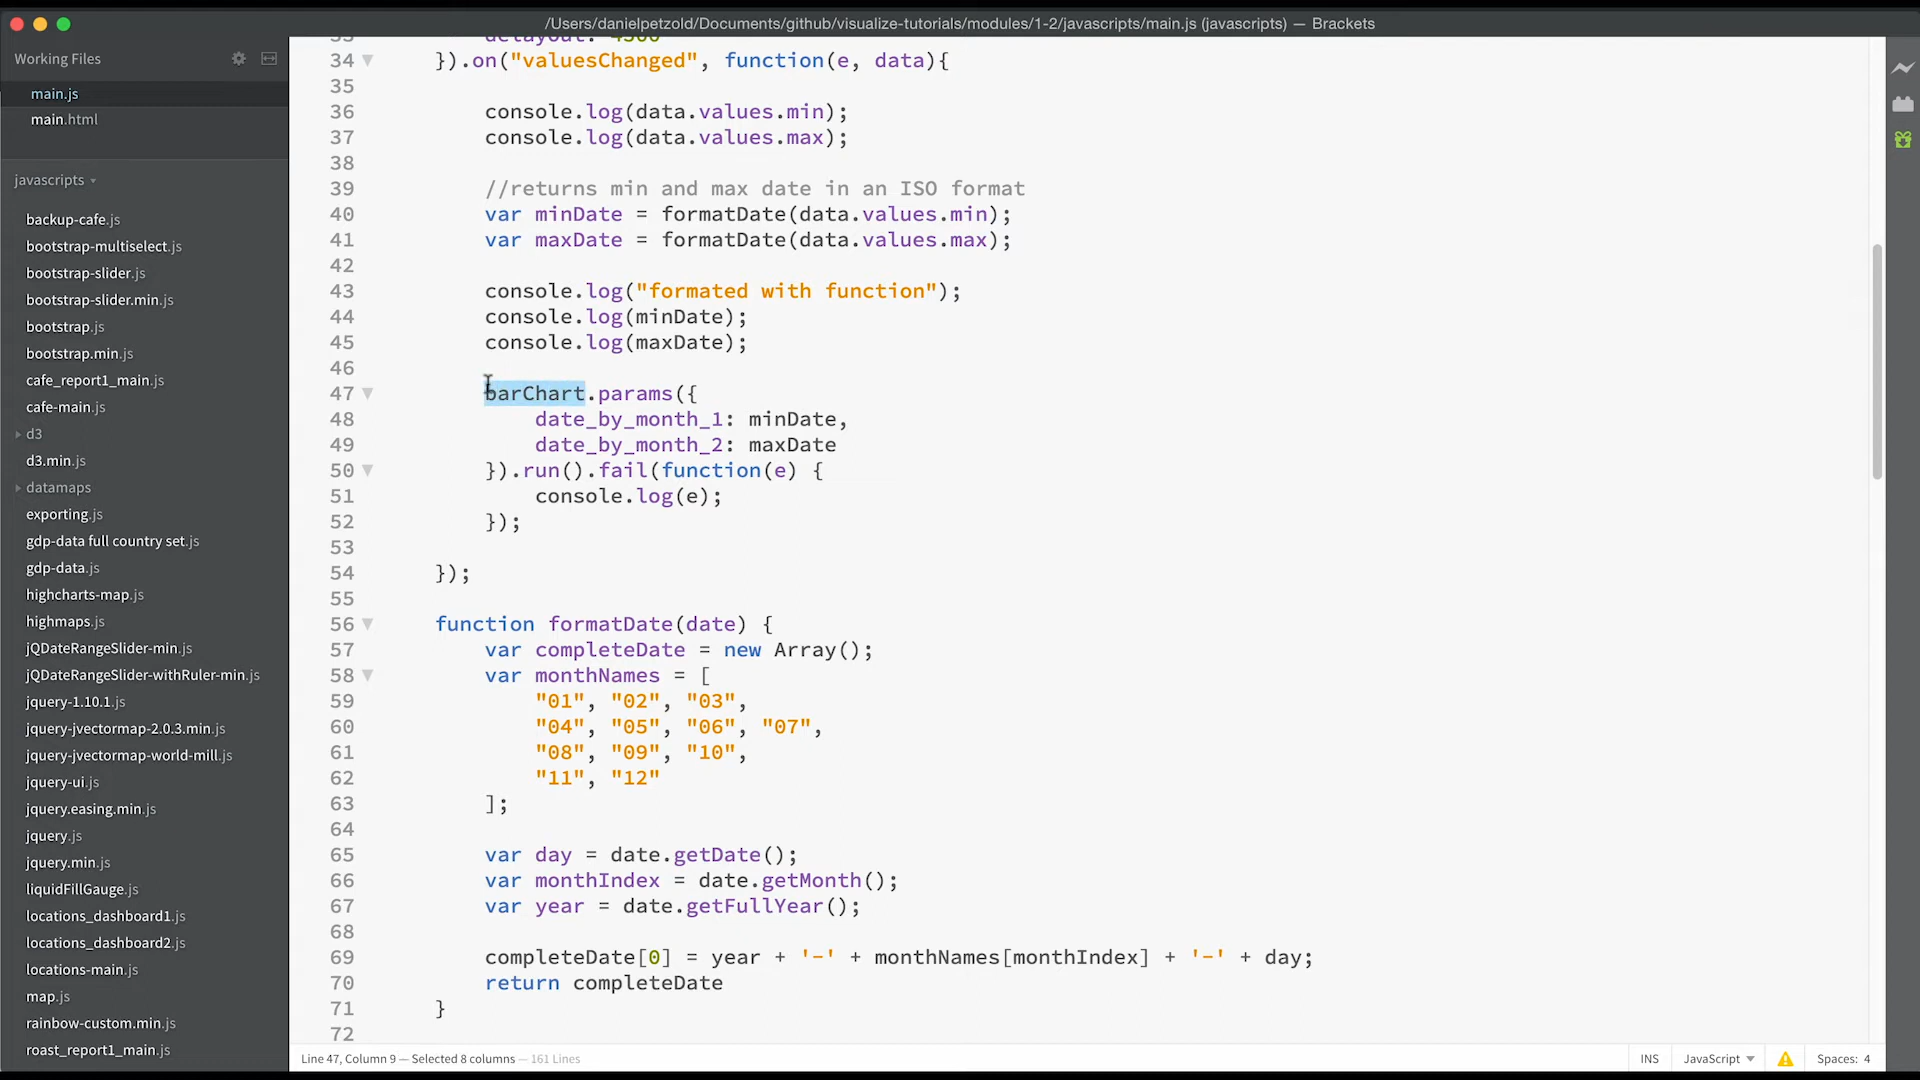 /Users/danielpetzold/Documents/github/visualize-tutorials/modules/1-2/javascripts/main.js (javascripts) — Brackets
Working Files
main.js
main.html
javascripts
backup-cafe.js
bootstrap-multiselect.js
bootstrap-slider.js
bootstrap-slider.min.js
bootstrap.js
bootstrap.min.js
cafe_report1_main.js
cafe-main.js
d3
d3.min.js
datamaps
exporting.js
gdp-data full country set.js
gdp-data.js
highcharts-map.js
highmaps.js
jQDateRangeSlider-min.js
jQDateRangeSlider-withRuler-min.js
jquery-1.10.1.js
jquery-jvectormap-2.0.3.min.js
jquery-jvectormap-world-mill.js
jquery-ui.js
jquery.easing.min.js
jquery.js
jquery.min.js
liquidFillGauge.js
locations_dashboard1.js
locations_dashboard2.js
locations-main.js
map.js
rainbow-custom.min.js
roast_report1_main.js
33 delayOut: 4500
34 }).on("valuesChanged", function(e, data){
35
36 console.log(data.values.min);
37 console.log(data.values.max);
38
39 //returns min and max date in an ISO format
40 var minDate = formatDate(data.values.min);
41 var maxDate = formatDate(data.values.max);
42
43 console.log("formated with function");
44 console.log(minDate);
45 console.log(maxDate);
46
47 barChart.params({
48 date_by_month_1: minDate,
49 date_by_month_2: maxDate
50 }).run().fail(function(e) {
51 console.log(e);
52 });
53
54 });
55
56 function formatDate(date) {
57 var completeDate = new Array();
58 var monthNames = [
59 "01", "02", "03",
60 "04", "05", "06", "07",
61 "08", "09", "10",
62 "11", "12"
63 ];
64
65 var day = date.getDate();
66 var monthIndex = date.getMonth();
67 var year = date.getFullYear();
68
69 completeDate[0] = year + '-' + monthNames[monthIndex] + '-' + day;
70 return completeDate
71 }
72
Line 47, Column 9 — Selected 8 columns — 161 Lines
INS
JavaScript
Spaces: 4